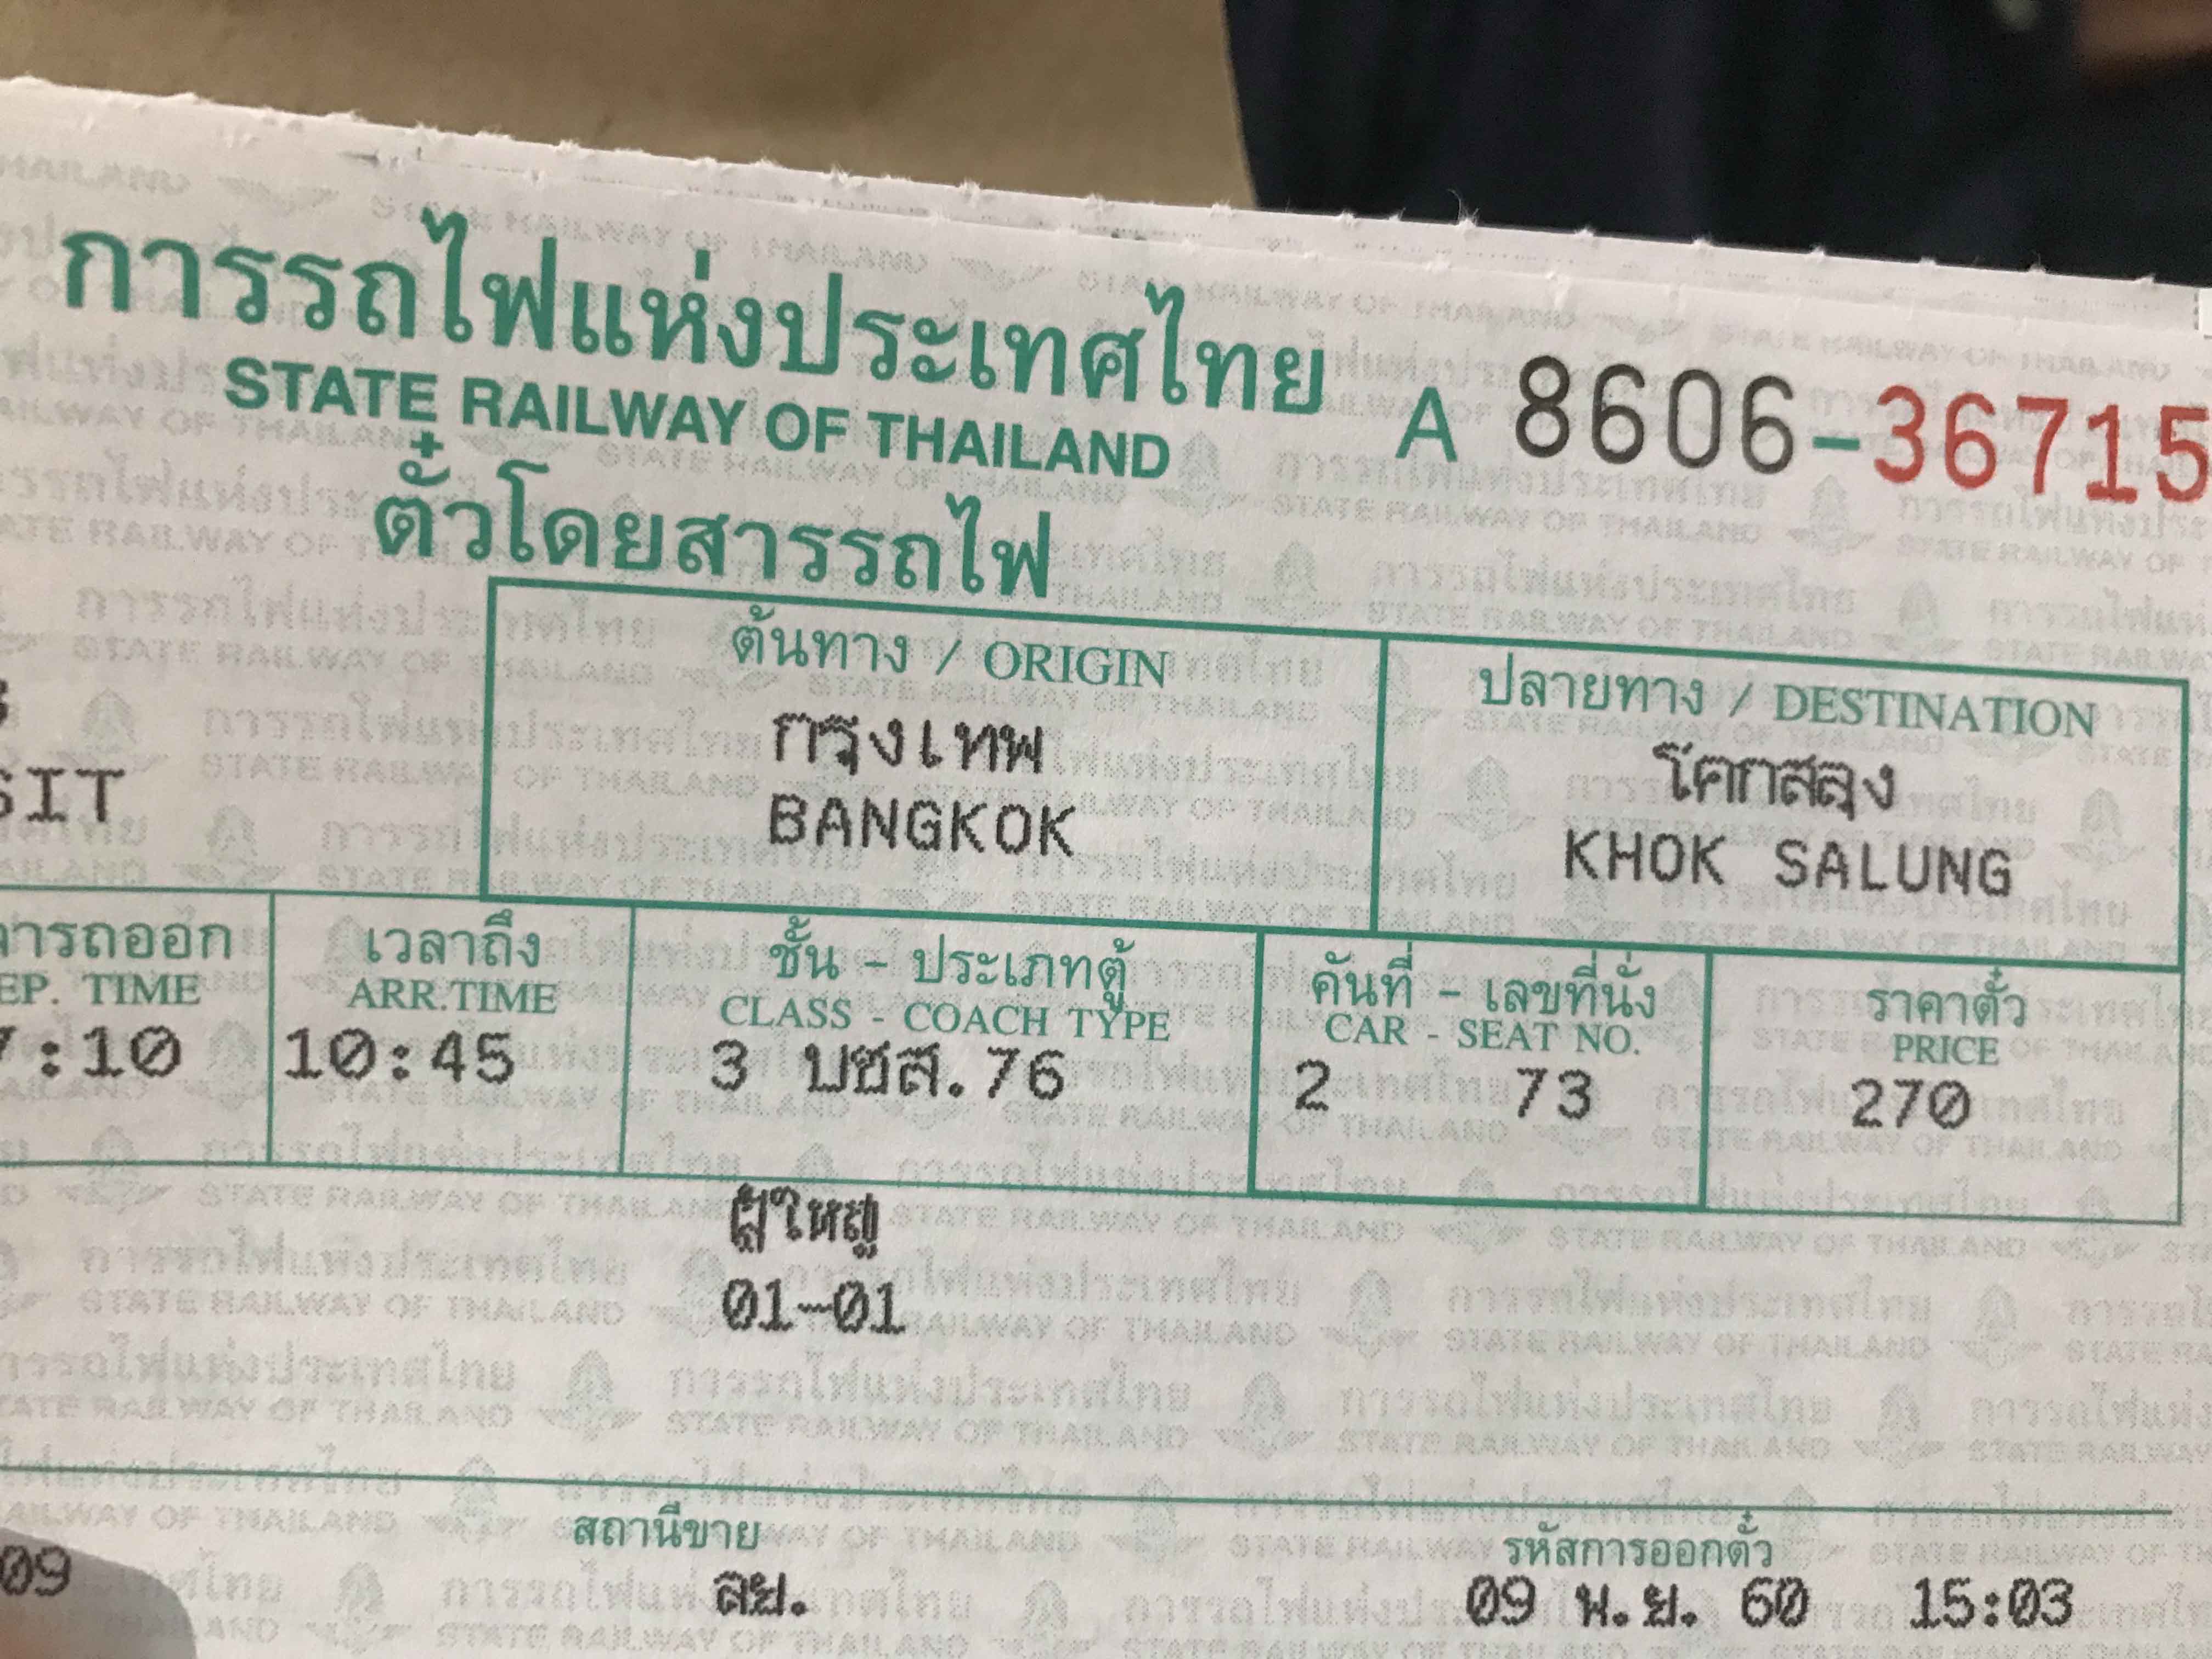 การรถไฟแห่งประเทศไทย
STATE RAILWAY OF THAILAND
A 8606-36715
ตั๋วโดยสารรถไฟ
ต้นทาง / ORIGIN
กรุงเทพ
BANGKOK
ปลายทาง / DESTINATION
โคกสลุง
KHOK SALUNG
SIT
ารถออก
EP. TIME
:10
เวลาถึง
ARR.TIME
10:45
ชั้น - ประเภทตู้
CLASS - COACH TYPE
3 บชส.76
คันที่ - เลขที่นั่ง
CAR - SEAT NO.
2 73
ราคาตั๋ว
PRICE
270
ผู้ใหญ่
01-01
09
สถานีขาย
สย.
รหัสการออกตั๋ว
09 พ.ย. 60 15:03